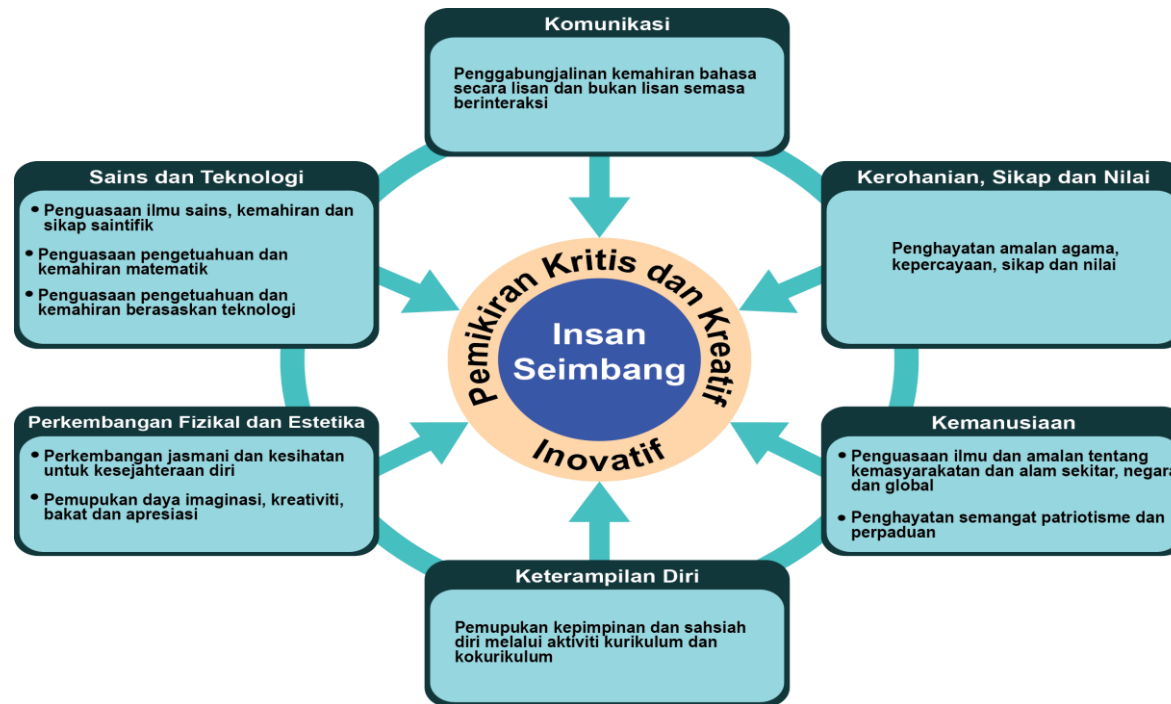 Komunikasi
Penggabungjalinan kemahiran bahasa
secara lisan dan bukan lisan semasa
berinteraksi
Sains dan Teknologi
• Penguasaan ilmu sains, kemahiran dan
sikap saintifik
• Penguasaan pengetuahuan dan
kemahiran matematik
• Penguasaan pengetuahuan dan
kemahiran berasaskan teknologi
Kerohanian, Sikap dan Nilai
Penghayatan amalan agama,
kepercayaan, sikap dan nilai
Pemikiran Kritis dan Kreatif
Insan
Seimbang
Inovatif
Perkembangan Fizikal dan Estetika
• Perkembangan jasmani dan kesihatan
untuk kesejahteraan diri
• Pemupukan daya imaginasi, kreativiti,
bakat dan apresiasi
Kemanusiaan
• Penguasaan ilmu dan amalan tentang
kemasyarakatan dan alam sekitar, negara
dan global
• Penghayatan semangat patriotisme dan
perpaduan
Keterampilan Diri
Pemupukan kepimpinan dan sahsiah
diri melalui aktiviti kurikulum dan
kokurikulum